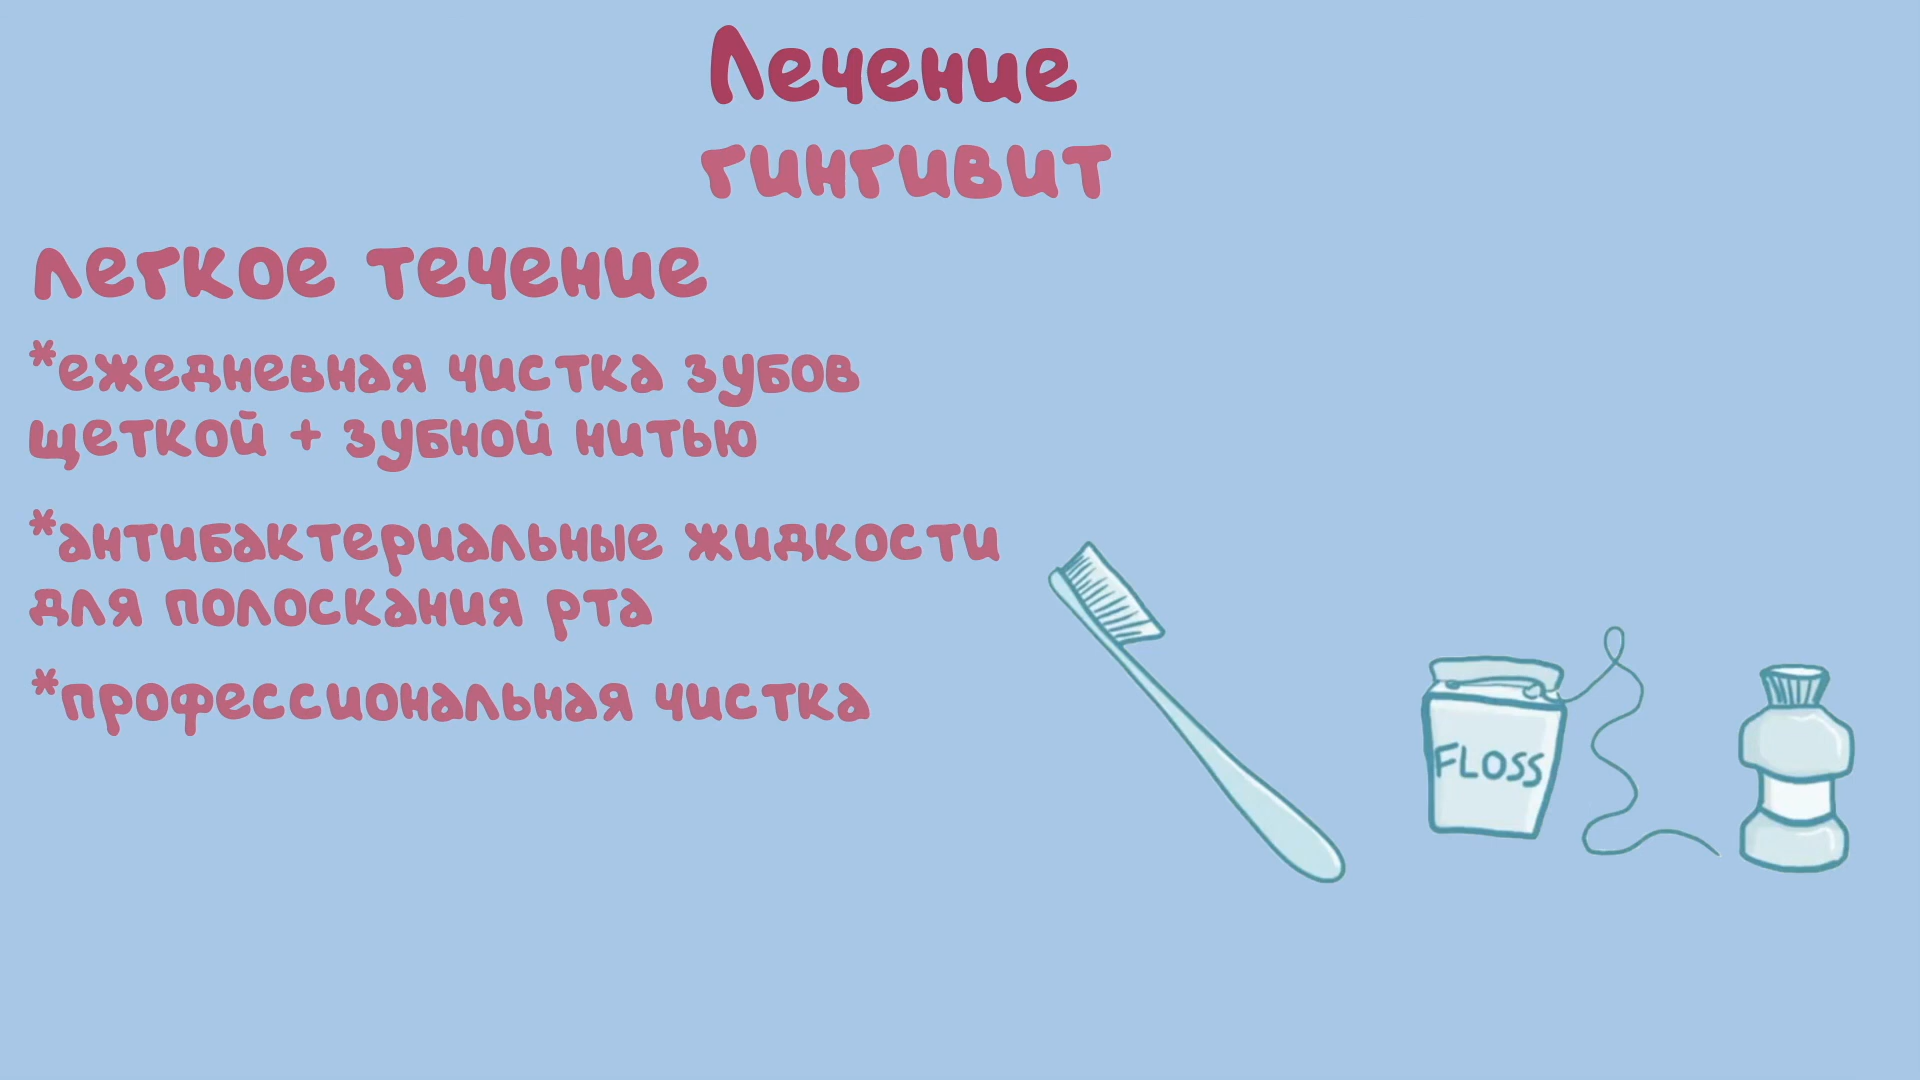 Лечение
гингивит
легкое течение
*ежедневная чистка зубов
щеткой + зубной нитью
*антибактериальные жидкости
для полоскания рта
*профессиональная чистка
FLOSS